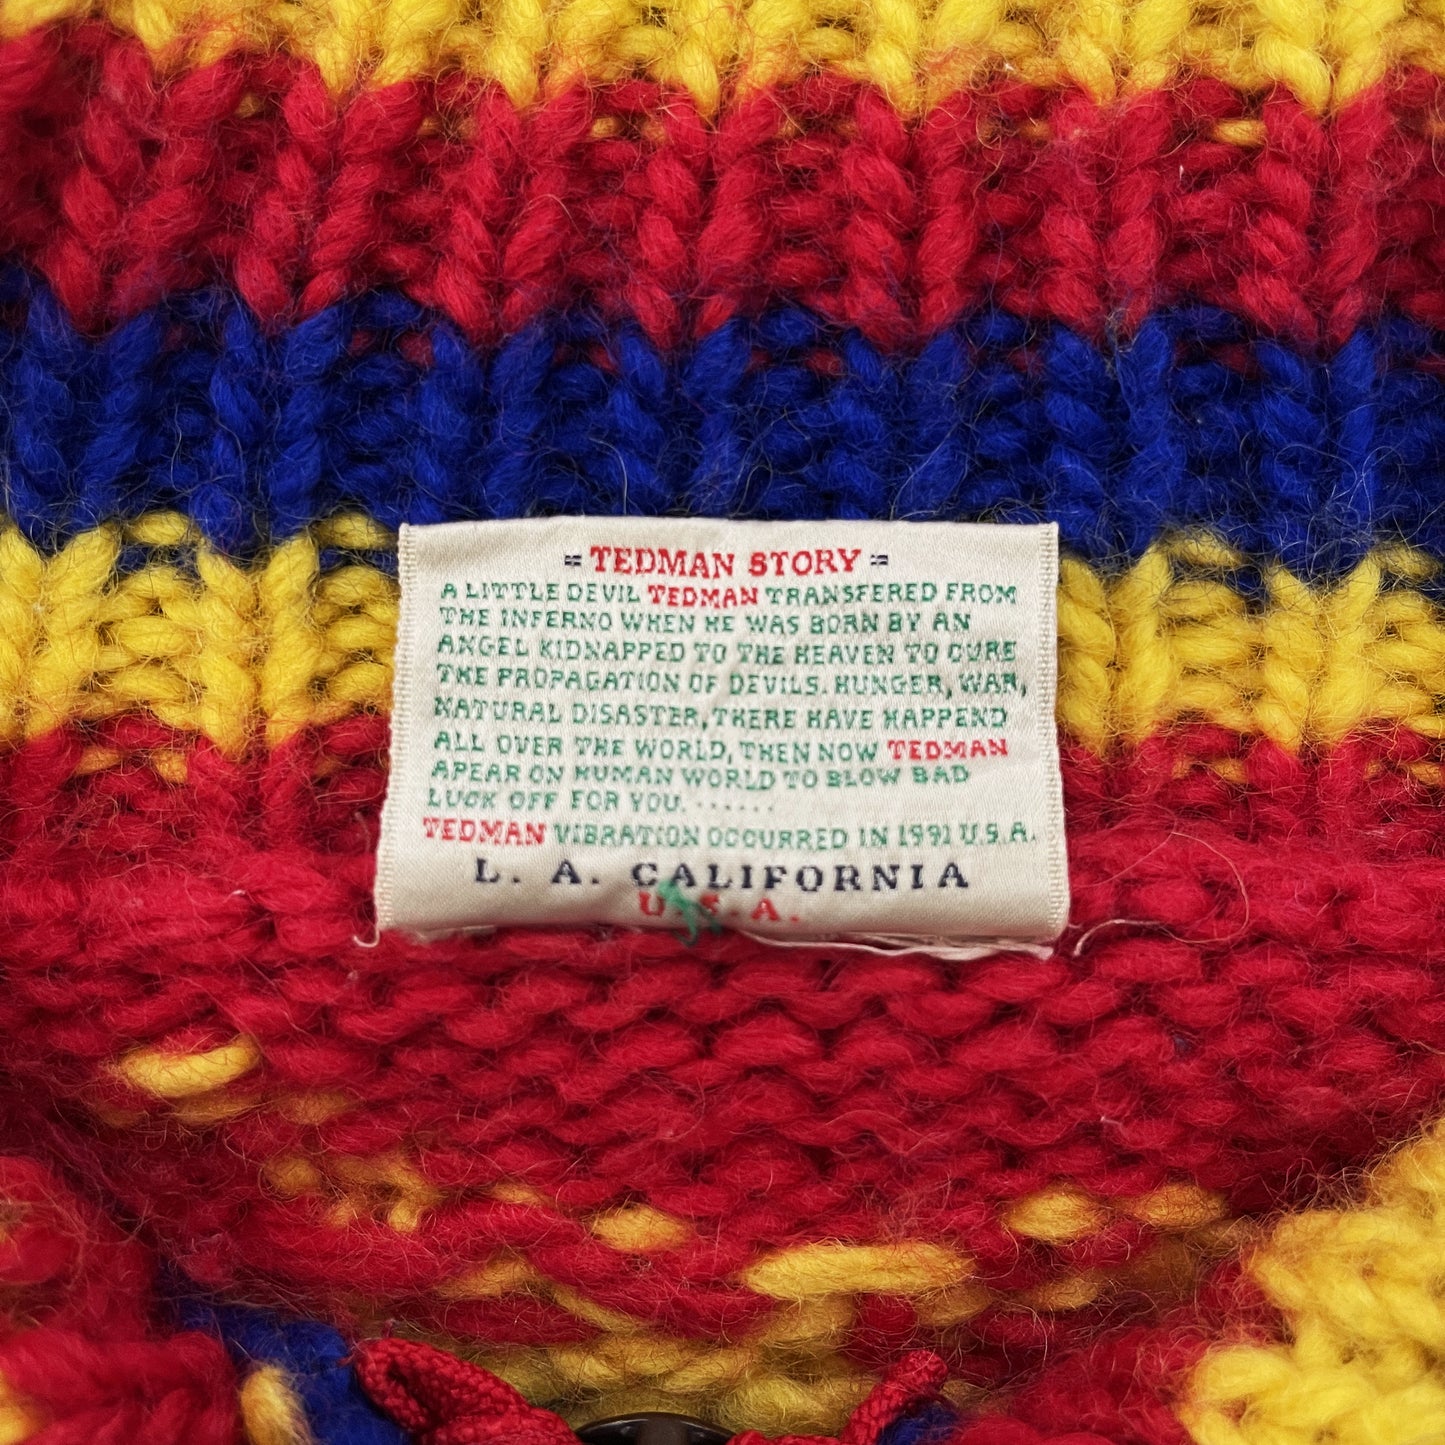 = TEDMAN STORY =
A LITTLE DEVIL TEDMAN TRANSFERED FROM
THE INFERNO WHEN HE WAS BORN BY AN
ANGEL KIDNAPPED TO THE HEAVEN TO CURE
THE PROPAGATION OF DEVILS. HUNGER, WAR,
NATURAL DISASTER, THERE HAVE HAPPEND
ALL OVER THE WORLD, THEN NOW TEDMAN
APEAR ON HUMAN WORLD TO BLOW BAD
LUCK OFF FOR YOU. ......
TEDMAN VIBRATION OCCURRED IN 1991 U.S.A.
L. A. CALIFORNIA
U.S.A.